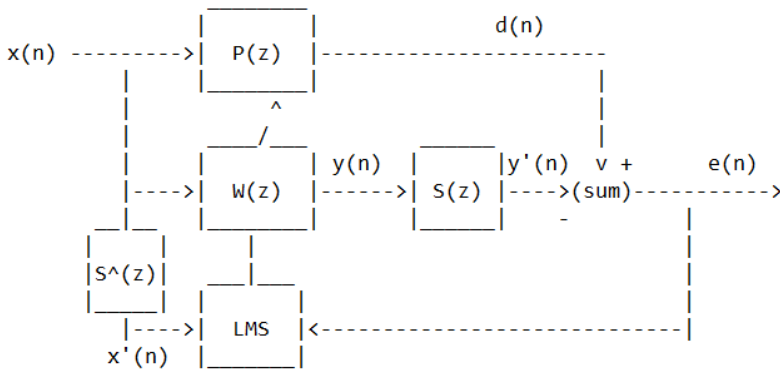 d(n)
x(n) P(z)
y(n) y'(n) + e(n)
W(z) S(z) (sum)
-
S^(z)
LMS
x'(n)